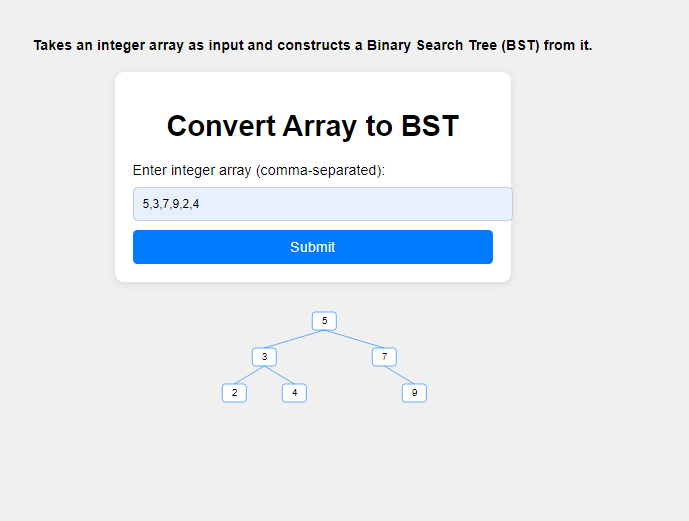 Takes an integer array as input and constructs a Binary Search Tree (BST) from it.
Convert Array to BST
Enter integer array (comma-separated):
5,3,7,9,2,4
Submit
5
3 7
2 4 9